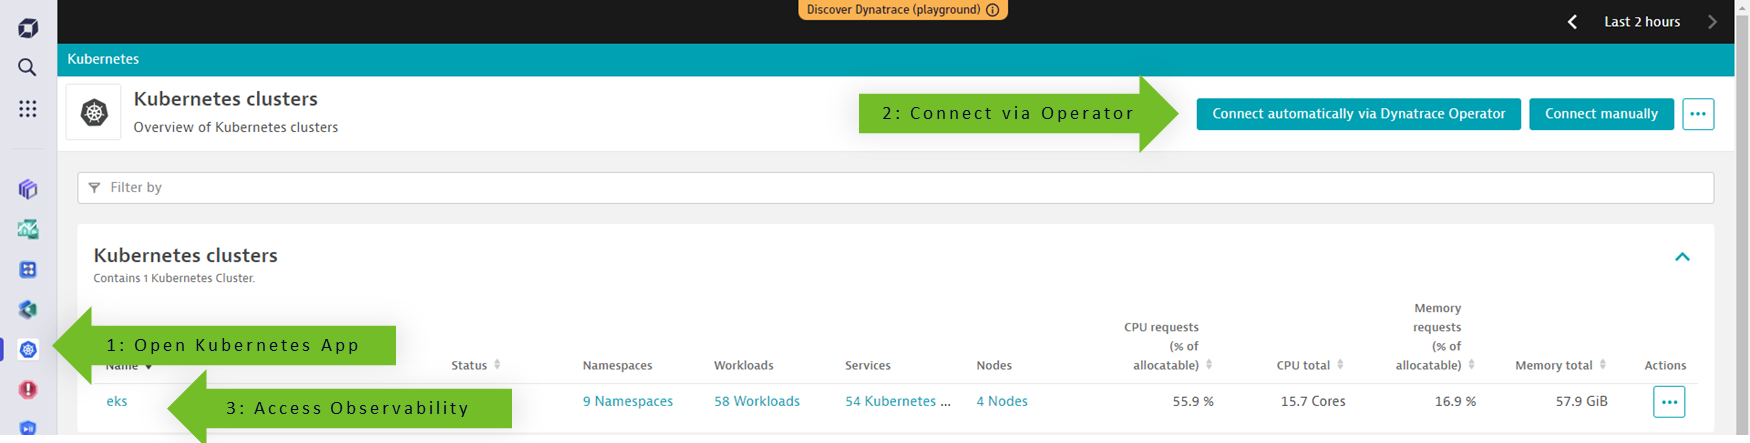 Discover Dynatrace (playground)
Last 2 hours
Kubernetes
Kubernetes clusters
Overview of Kubernetes clusters
2: Connect via Operator
Connect automatically via Dynatrace Operator
Connect manually
Filter by
Kubernetes clusters
Contains 1 Kubernetes Cluster.
1: Open Kubernetes App
Name
Status
Namespaces
Workloads
Services
Nodes
CPU requests
(% of
allocatable)
CPU total
Memory
requests
(% of
allocatable)
Memory total
Actions
eks
3: Access Observability
9 Namespaces
58 Workloads
54 Kubernetes ...
4 Nodes
55.9 %
15.7 Cores
16.9 %
57.9 GiB